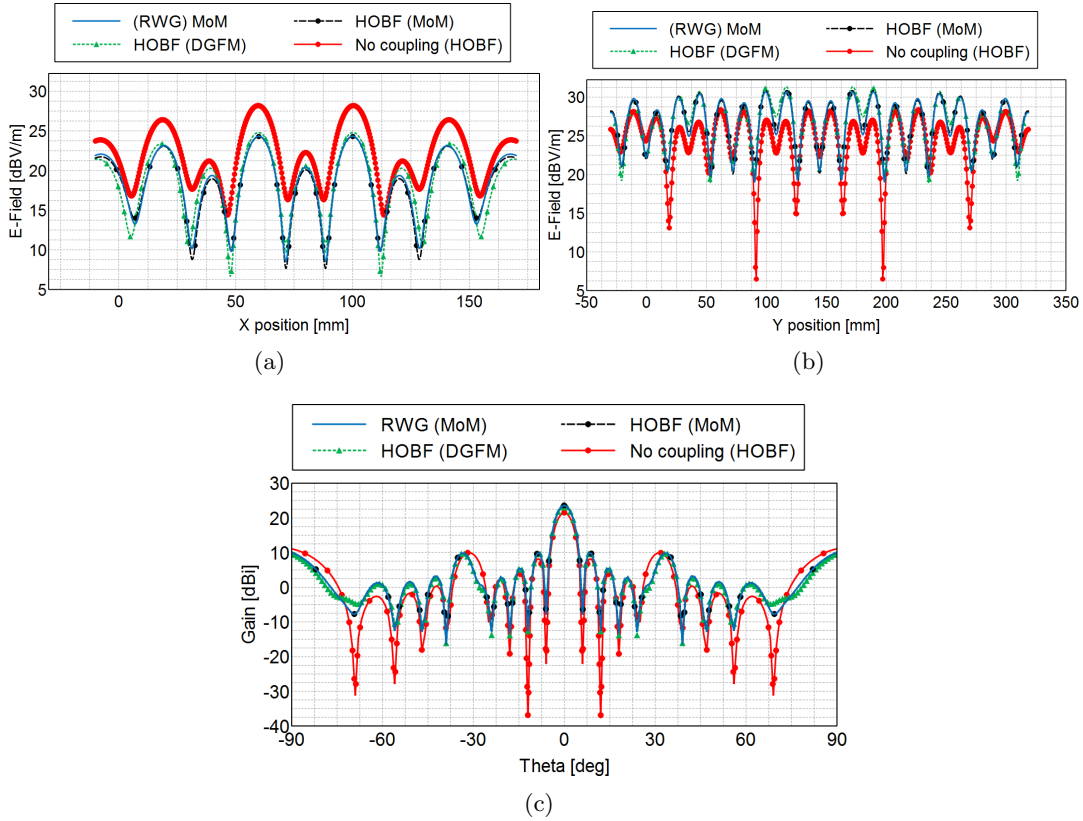 (RWG) MoM
HOBF (MoM)
HOBF (DGFM)
No coupling (HOBF)
E-Field [dBV/m]
30
25
20
15
10
5
0
50
100
150
X position [mm]
(a)
(RWG) MoM
HOBF (MoM)
HOBF (DGFM)
No coupling (HOBF)
E-Field [dBV/m]
30
25
20
15
10
5
-50
0
50
100
150
200
250
300
350
Y position [mm]
(b)
RWG (MoM)
HOBF (MoM)
HOBF (DGFM)
No coupling (HOBF)
Gain [dBi]
30
20
10
0
-10
-20
-30
-40
-90
-60
-30
0
30
60
90
Theta [deg]
(c)